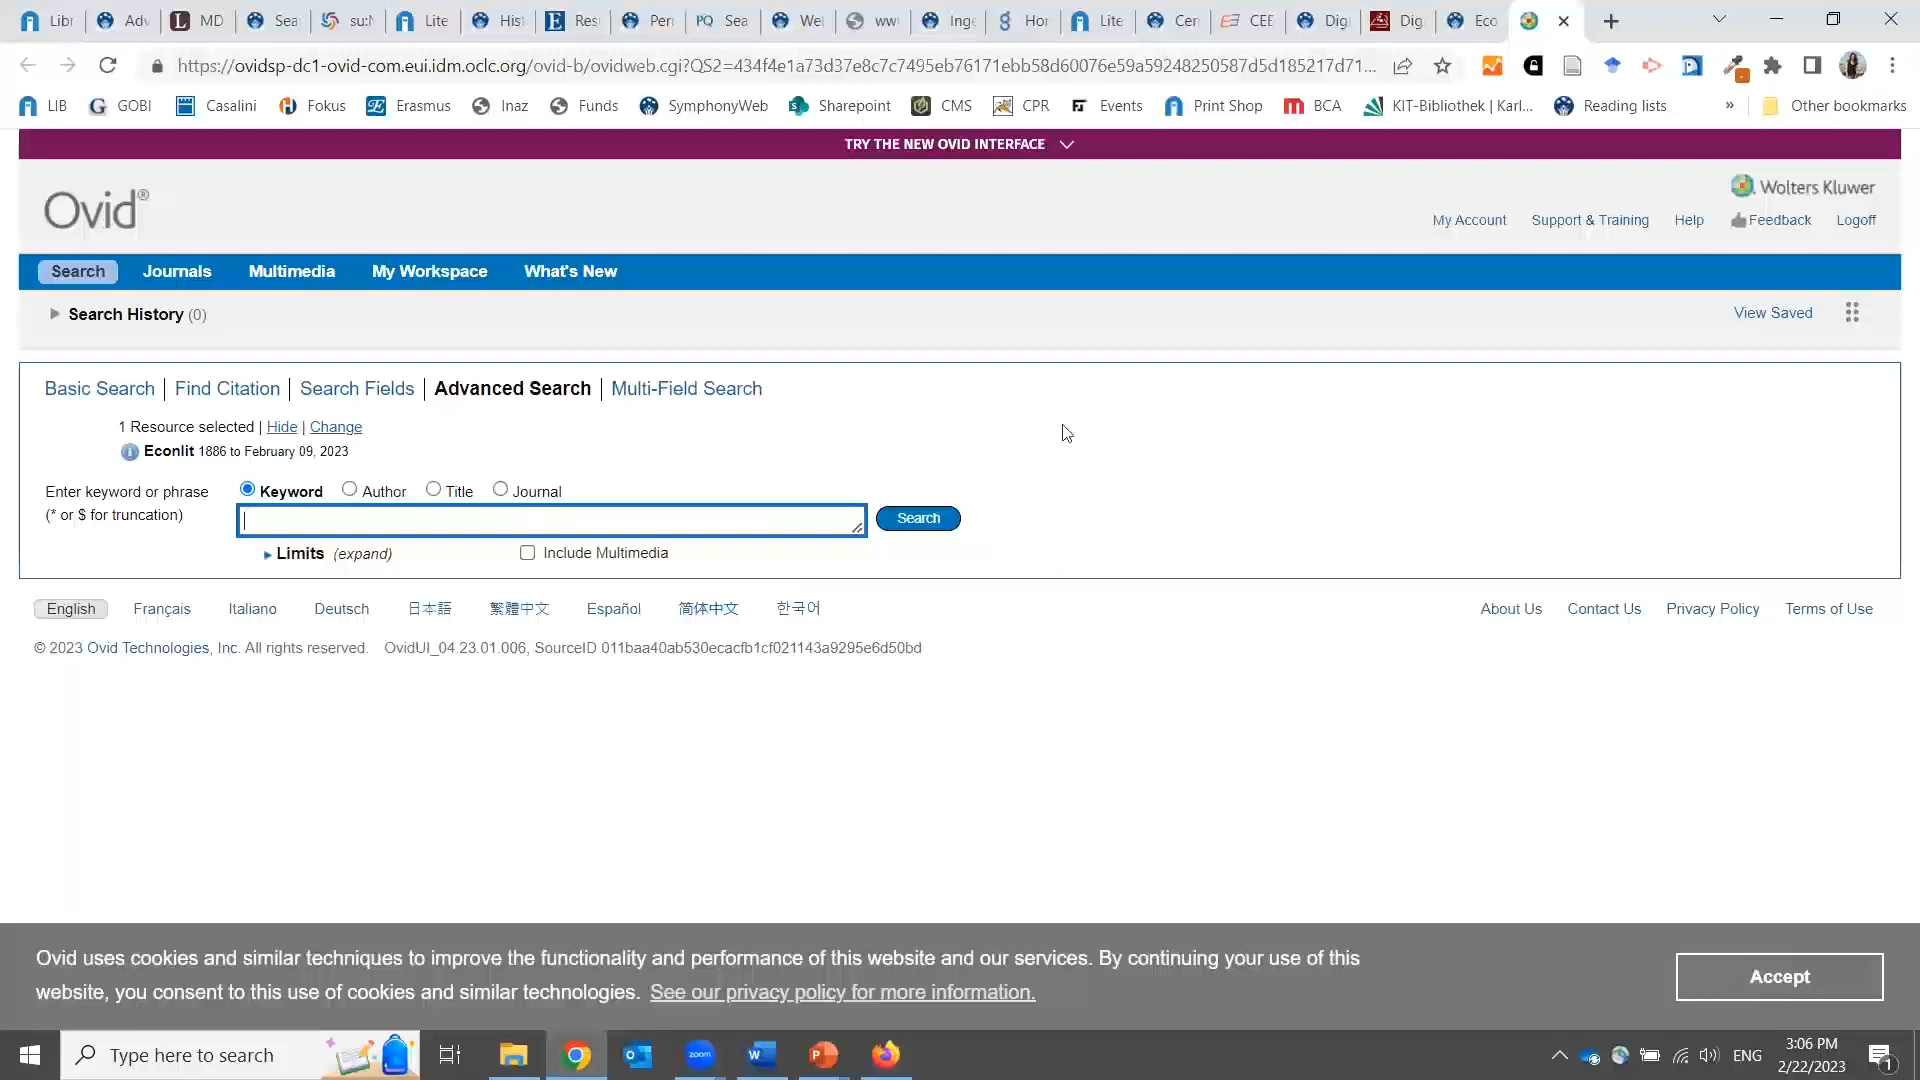 Libr Adv MD Sea su:N Lite Hist Res Peri Sea Wel www Inge Hor Lite Cen CEE Digi Digi Eco
https://ovidsp-dc1-ovid-com.eui.idm.oclc.org/ovid-b/ovidweb.cgi?QS2=434f4e1a73d37e8c7c7495eb76171ebb58d60076e59a59248250587d5d185217d71...
LIB GOBI Casalini Fokus Erasmus Inaz Funds SymphonyWeb Sharepoint CMS CPR Events Print Shop BCA KIT-Bibliothek | Karl... Reading lists » Other bookmarks
TRY THE NEW OVID INTERFACE
Ovid®
Wolters Kluwer
My Account Support & Training Help Feedback Logoff
Search Journals Multimedia My Workspace What's New
Search History (0) View Saved
Basic Search | Find Citation | Search Fields | Advanced Search | Multi-Field Search
1 Resource selected | Hide | Change
Econlit 1886 to February 09, 2023
Enter keyword or phrase
(* or $ for truncation)
Keyword Author Title Journal
Search
Limits (expand) Include Multimedia
English Français Italiano Deutsch 日本語 繁體中文 Español 简体中文 한국어 About Us Contact Us Privacy Policy Terms of Use
© 2023 Ovid Technologies, Inc. All rights reserved. OvidUI_04.23.01.006, SourceID 011baa40ab530ecacfb1cf021143a9295e6d50bd
Ovid uses cookies and similar techniques to improve the functionality and performance of this website and our services. By continuing your use of this
website, you consent to this use of cookies and similar technologies. See our privacy policy for more information.
Accept
Type here to search
ENG
3:06 PM
2/22/2023
1